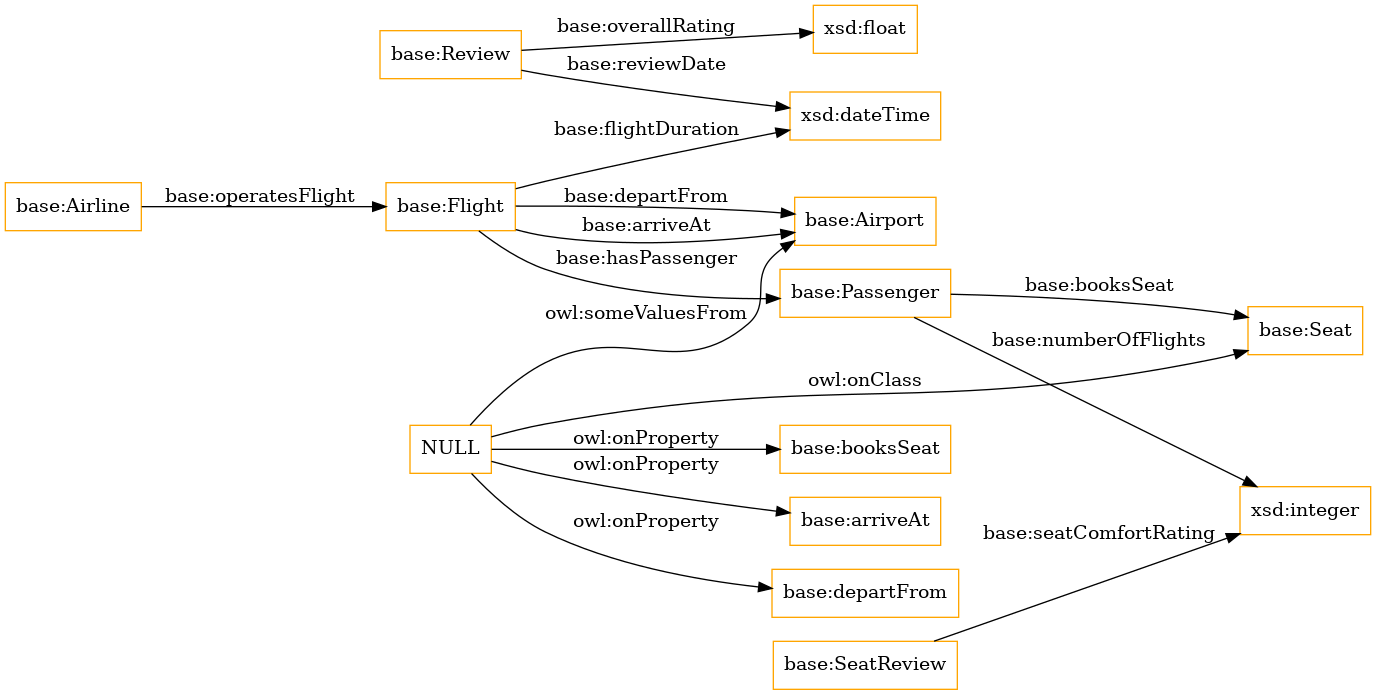 base:overallRating
xsd:float
base:Review
base:reviewDate
xsd:dateTime
base:flightDuration
base:Airline
base:operatesFlight
base:Flight
base:departFrom
base:Airport
base:arriveAt
base:hasPassenger
base:Passenger
base:booksSeat
owl:someValuesFrom
base:Seat
base:numberOfFlights
owl:onClass
NULL
owl:onProperty
base:booksSeat
owl:onProperty
base:arriveAt
xsd:integer
owl:onProperty
base:seatComfortRating
base:departFrom
base:SeatReview